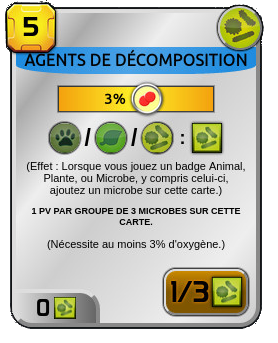 5
AGENTS DE DÉCOMPOSITION
3%
/ / :
(Effet : Lorsque vous jouez un badge Animal,
Plante, ou Microbe, y compris celui-ci,
ajoutez un microbe sur cette carte.)
1 PV PAR GROUPE DE 3 MICROBES SUR CETTE
CARTE.
(Nécessite au moins 3% d'oxygène.)
0
1/3